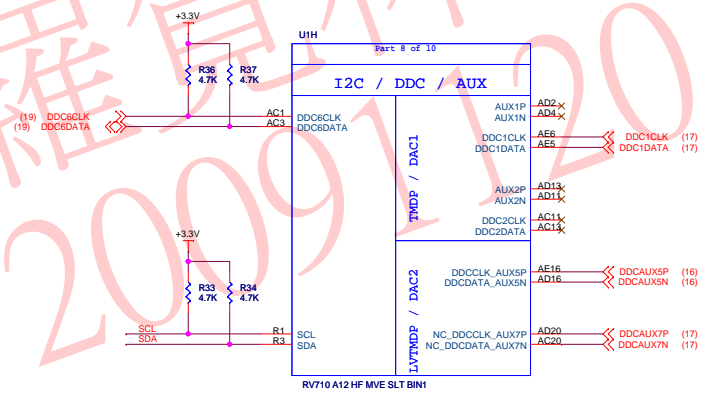 +3.3V
U1H
Part 8 of 10
R36
4.7K
R37
4.7K
I2C / DDC / AUX
(19) DDC6CLK
(19) DDC6DATA
AC1
AC3
DDC6CLK
DDC6DATA
TMDP / DAC1
AUX1P
AUX1N
AD2
AD4
DDC1CLK
DDC1DATA
AE6
AE5
DDC1CLK (17)
DDC1DATA (17)
AUX2P
AUX2N
AD13
AD11
DDC2CLK
DDC2DATA
AC11
AC13
+3.3V
R33
4.7K
R34
4.7K
SCL
SDA
R1
R3
SCL
SDA
LVTMDP / DAC2
DDCCLK_AUX5P
DDCDATA_AUX5N
AE16
AD16
DDCAUX5P (16)
DDCAUX5N (16)
NC_DDCCLK_AUX7P
NC_DDCDATA_AUX7N
AD20
AC20
DDCAUX7P (17)
DDCAUX7N (17)
RV710 A12 HF MVE SLT BIN1
20091120